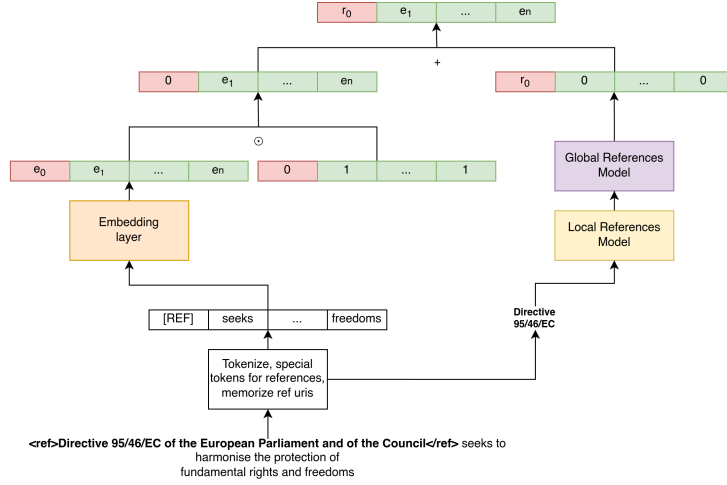 r0 e1 ... en
+
0 e1 ... en
r0 0 ... 0
⊙
e0 e1 ... en
0 1 ... 1
Global References
Model
Embedding
layer
Local References
Model
[REF] seeks ... freedoms
Directive
95/46/EC
Tokenize, special
tokens for references,
memorize ref uris
<ref>Directive 95/46/EC of the European Parliament and of the Council</ref> seeks to
harmonise the protection of
fundamental rights and freedoms